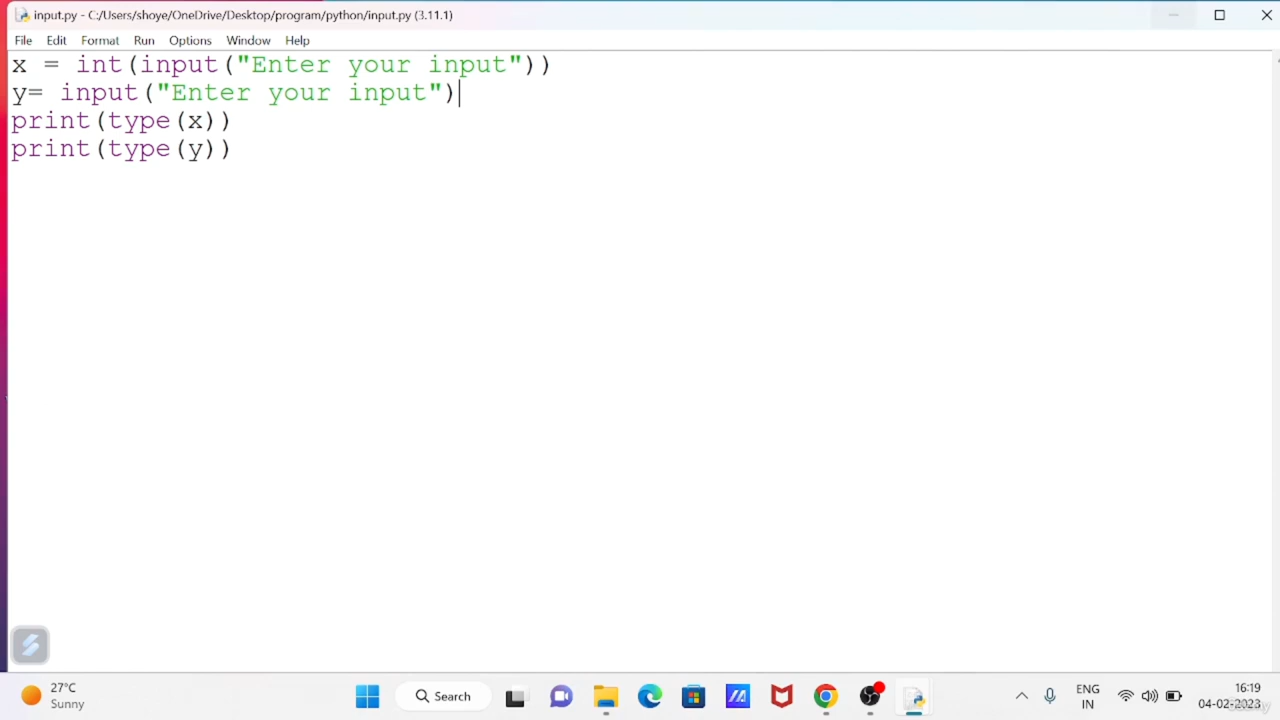 input.py - C:/Users/shoye/OneDrive/Desktop/program/python/input.py (3.11.1)
File Edit Format Run Options Window Help
x = int(input("Enter your input"))
y= input("Enter your input")
print(type(x))
print(type(y))
27°C
Sunny
Search
ENG
IN
16:19
04-02-2023